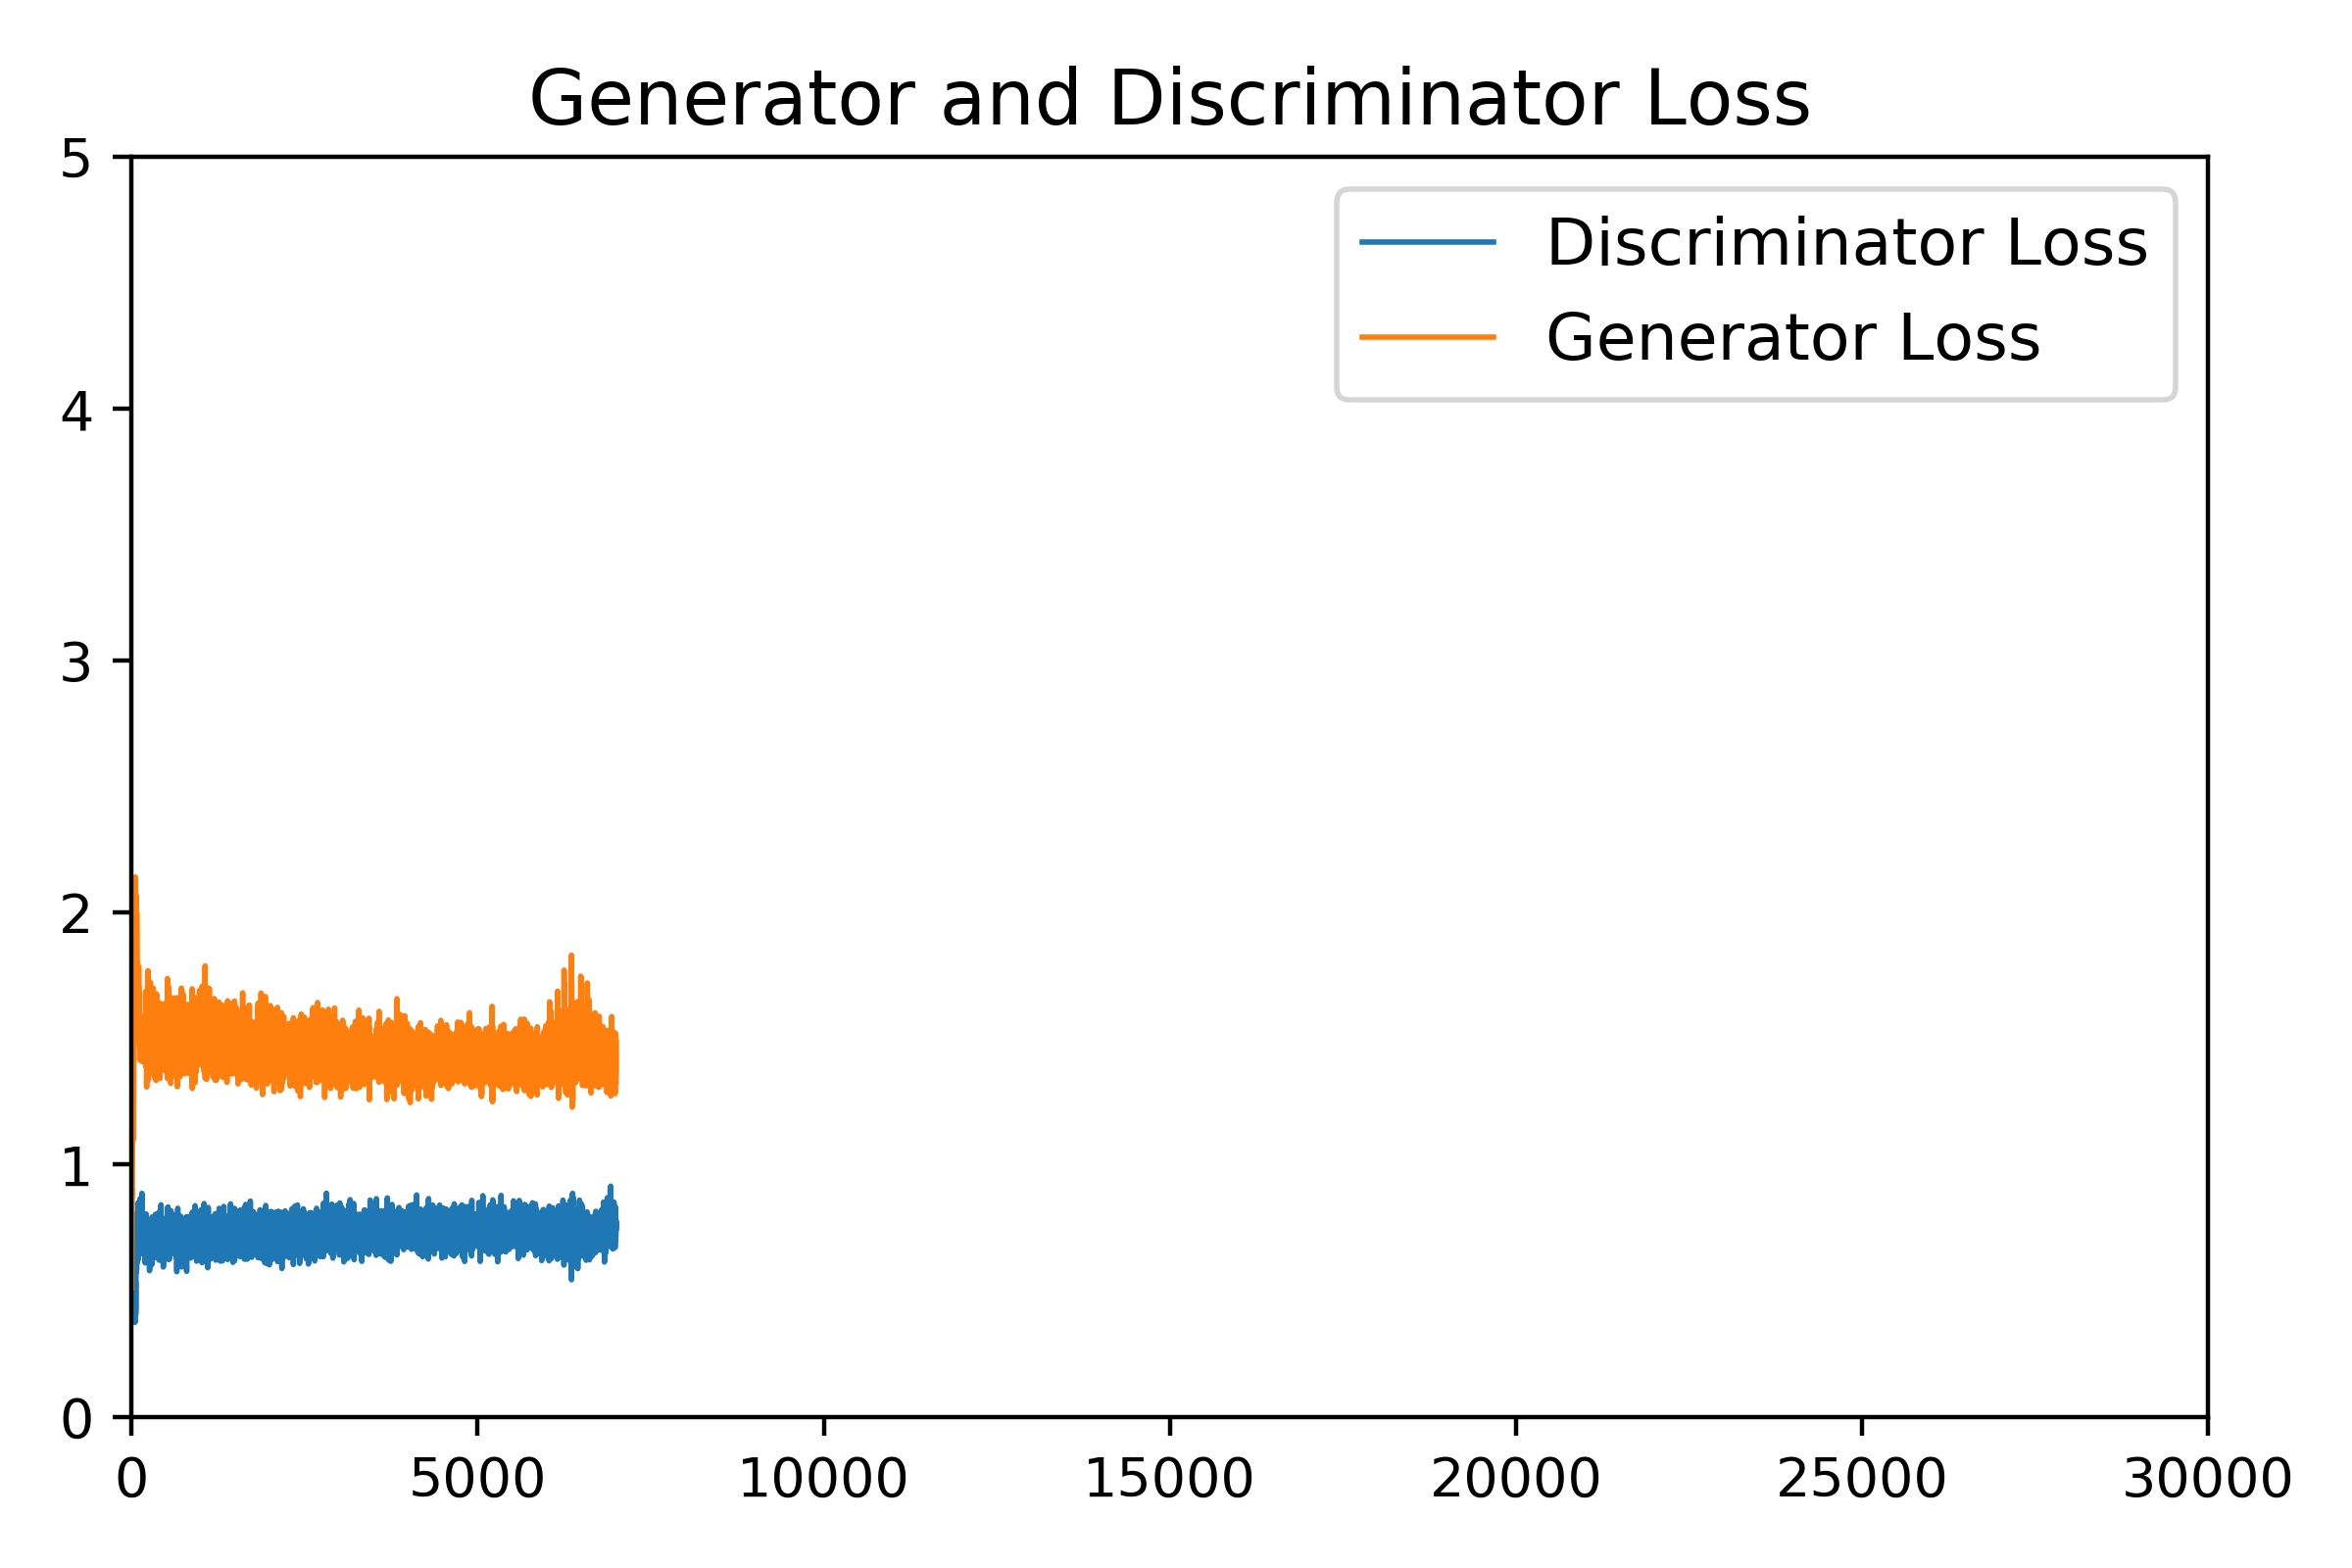 Generator and Discriminator Loss
5
Discriminator Loss
Generator Loss
4
3
2
1
0
0 5000 10000 15000 20000 25000 30000